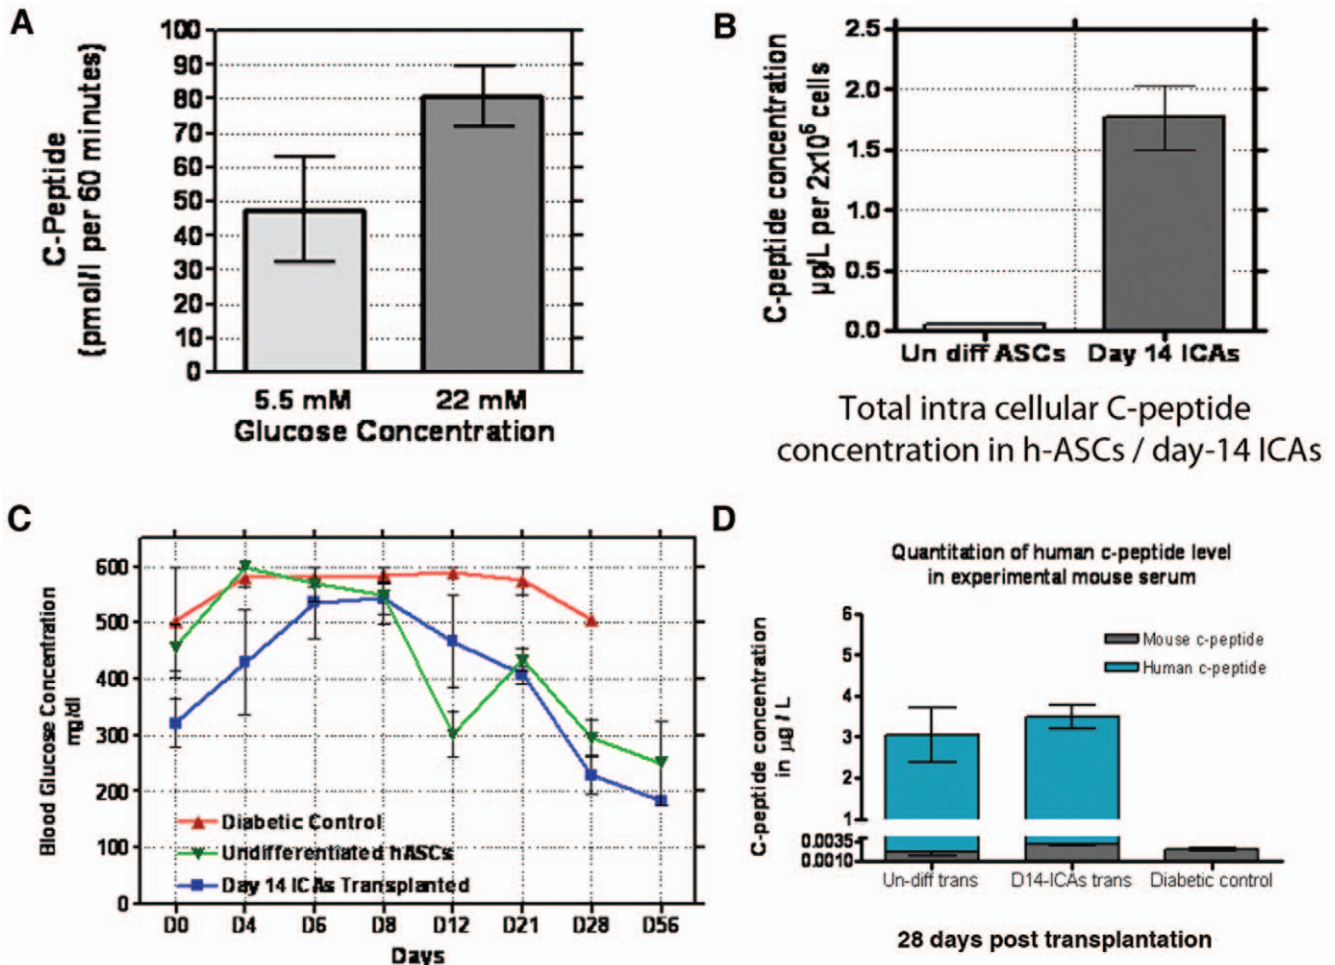 A
C-Peptide
(pmol/l per 60 minutes)
100
90
80
70
60
50
40
30
20
10
0
5.5 mM 22 mM
Glucose Concentration
B
C-peptide concentration
µg/L per 2x10⁶ cells
2.5
2.0
1.5
1.0
0.5
0.0
Un diff ASCs Day 14 ICAs
Total intra cellular C-peptide
concentration in h-ASCs / day-14 ICAs
C
Blood Glucose Concentration
mg/dl
600
500
400
300
200
100
0
Diabetic Control
Undifferentiated hASCs
Day 14 ICAs Transplanted
D0 D4 D6 D8 D12 D21 D28 D56
Days
D
Quantitation of human c-peptide level
in experimental mouse serum
C-peptide concentration
in µg / L
6
5
4
3
2
1
0.0035
0.0010
Mouse c-peptide
Human c-peptide
Un-diff trans D14-ICAs trans Diabetic control
28 days post transplantation